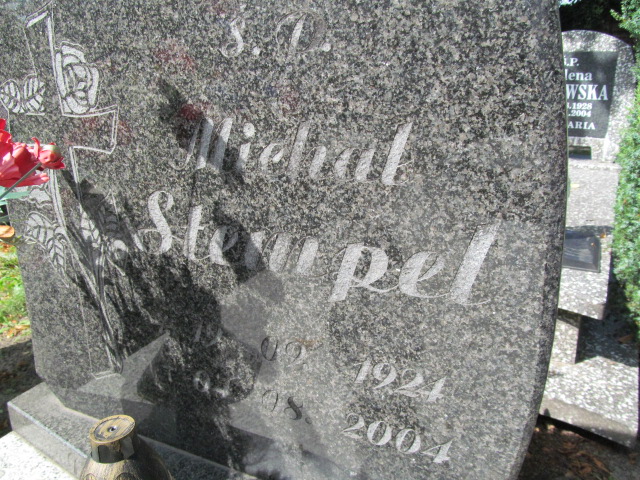 Ś. P.
Michał
Stempel
09. 1924
08. 2004
.P.
WSKA
1928
2004
ARIA